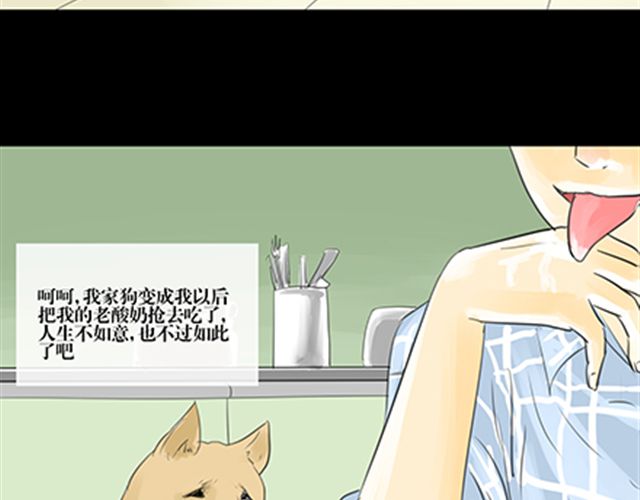 呵呵，我家狗变成我以后
把我的老酸奶抢去吃了，
人生不如意，也不过如此
了吧